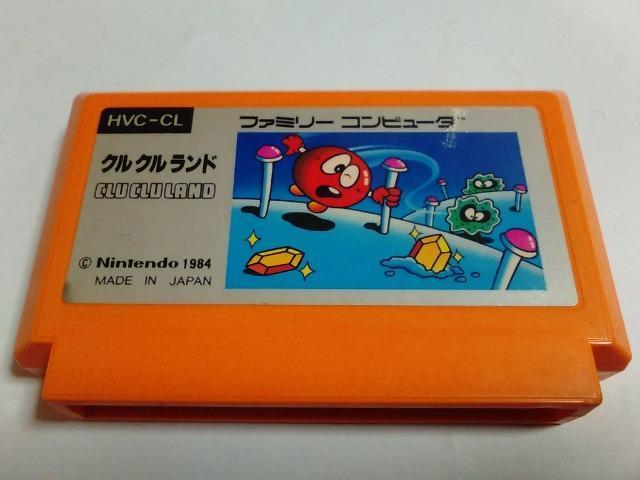 HVC-CL
ファミリー コンピュータ™
クルクルランド
CLU CLU LAND
© Nintendo 1984
MADE IN JAPAN